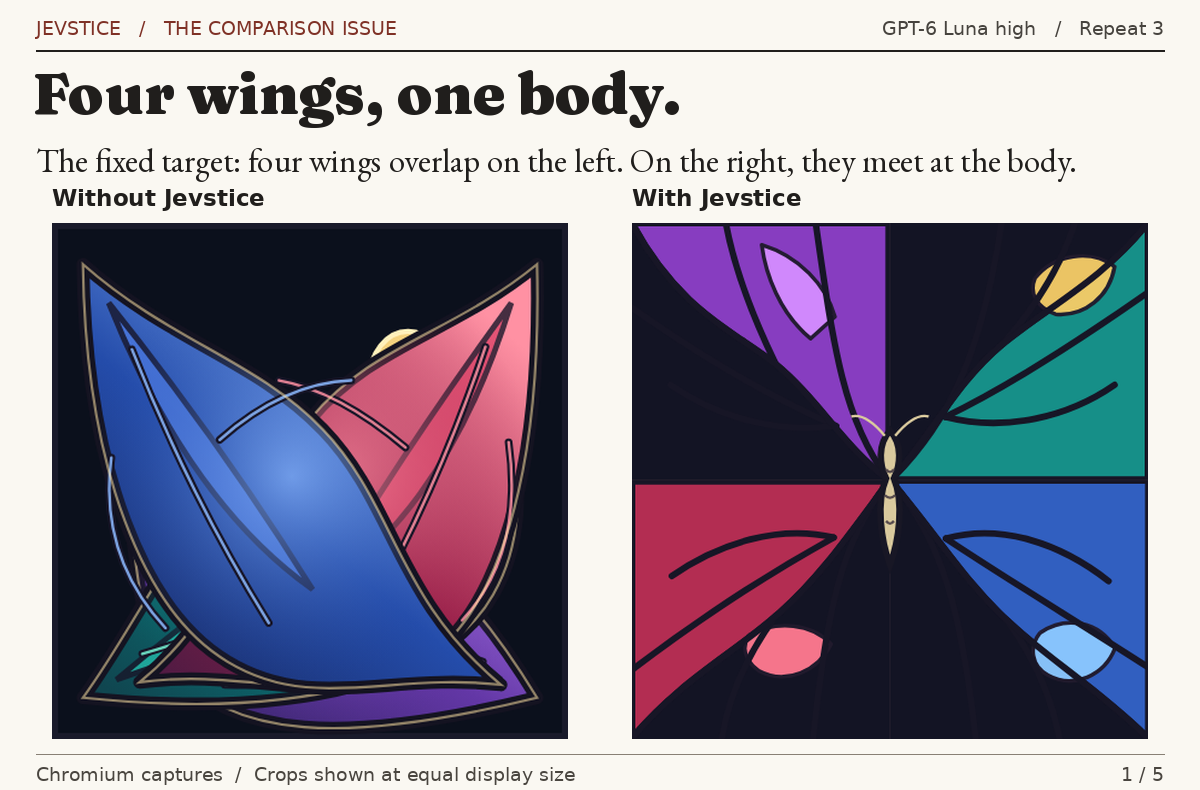 JEVSTICE / THE COMPARISON ISSUE
GPT-6 Luna high / Repeat 3
Four wings, one body.
The fixed target: four wings overlap on the left. On the right, they meet at the body.
Without Jevstice
With Jevstice
Chromium captures / Crops shown at equal display size
1 / 5